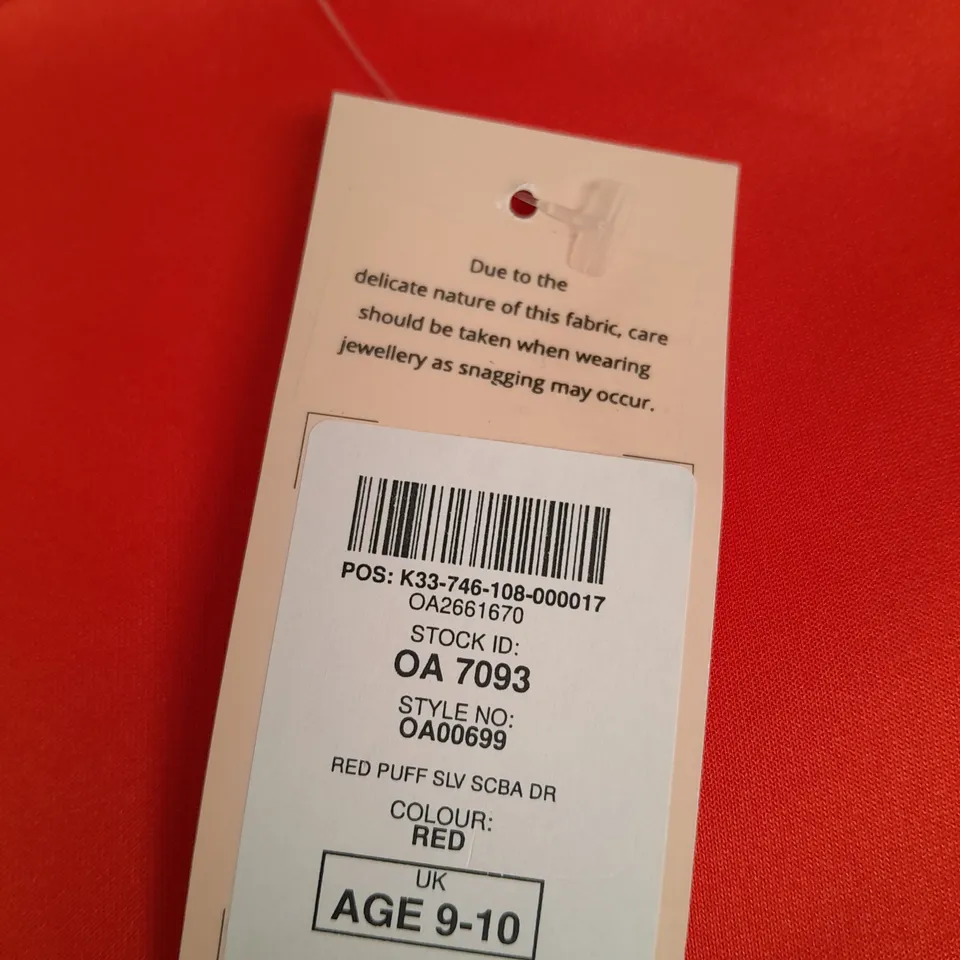 Due to the
delicate nature of this fabric, care
should be taken when wearing
jewellery as snagging may occur.
POS: K33-746-108-000017
OA2661670
STOCK ID:
OA 7093
STYLE NO:
OA00699
RED PUFF SLV SCBA DR
COLOUR:
RED
UK
AGE 9-10